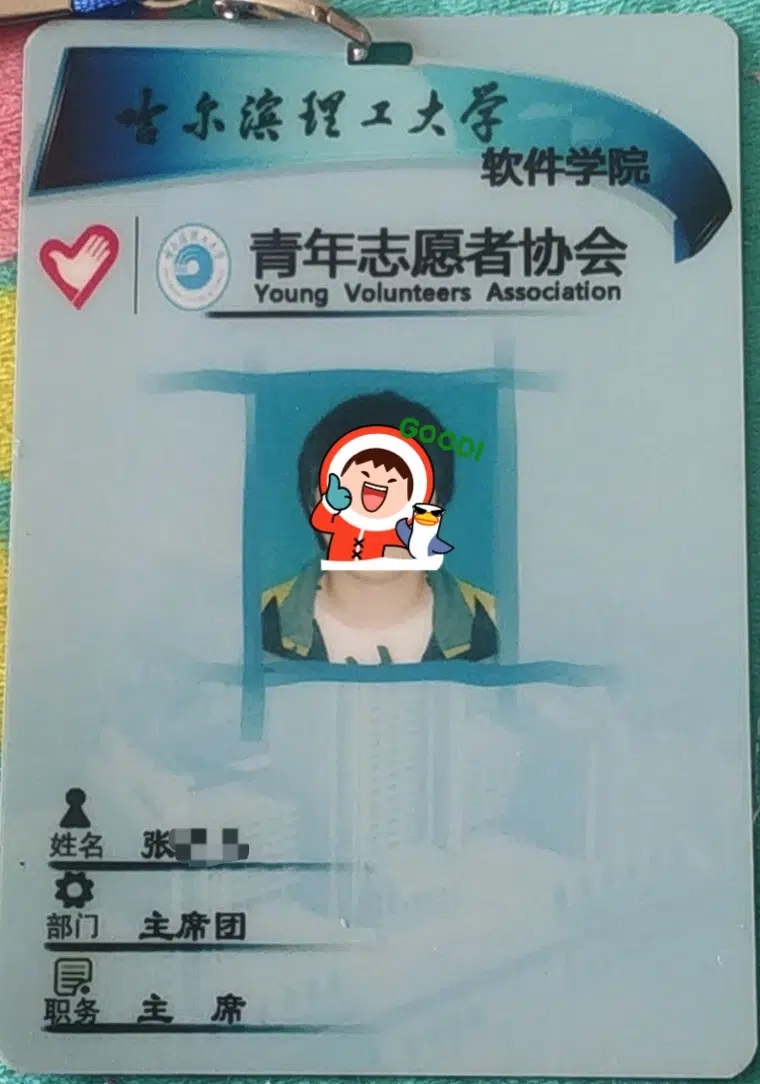 哈尔滨理工大学
软件学院
青年志愿者协会
Young Volunteers Association
GOOD!
姓名 张
部门 主席团
职务 主 席